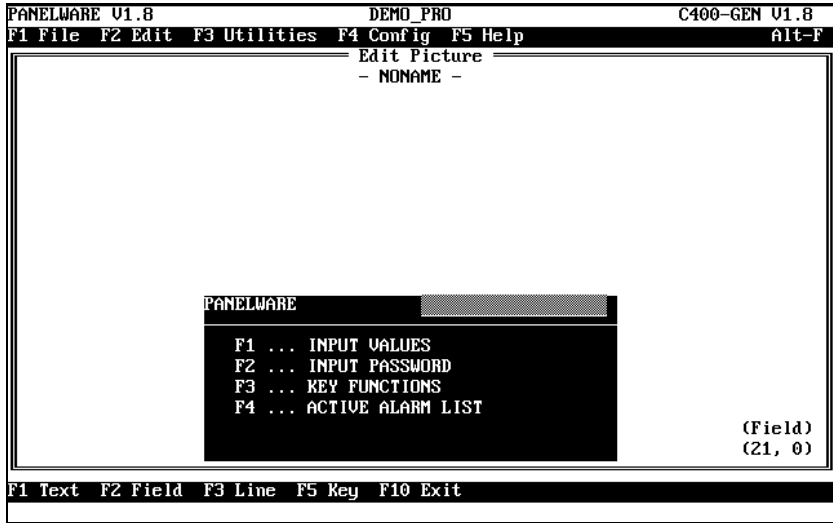 PANELWARE V1.8 DEMO_PRO C400-GEN V1.8
F1 File F2 Edit F3 Utilities F4 Config F5 Help Alt-F
Edit Picture
- NONAME -
PANELWARE
F1 ... INPUT VALUES
F2 ... INPUT PASSWORD
F3 ... KEY FUNCTIONS
F4 ... ACTIVE ALARM LIST
(Field)
(21, 0)
F1 Text F2 Field F3 Line F5 Key F10 Exit